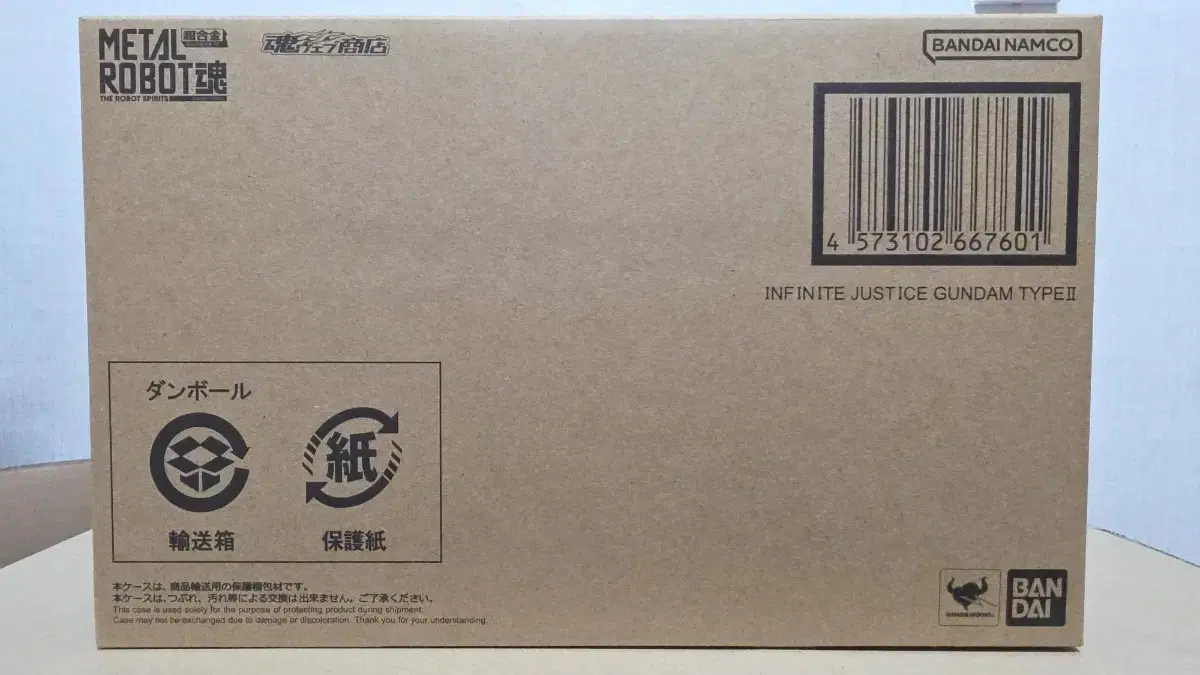 METAL 超合金
ROBOT魂
THE ROBOT SPIRITS
魂ウェブ商店
BANDAI NAMCO
4 573102 667601
INFINITE JUSTICE GUNDAM TYPEⅡ
ダンボール
紙
輸送箱 保護紙
本ケースは、商品輸送用の保護梱包材です。
本ケースは、つぶれ、汚れ等による交換は出来ません。ご了承ください。
This case is used solely for the purpose of protecting product during shipment.
Case may not be exchanged due to damage or discoloration. Thank you for your understanding.
BAN
DAI